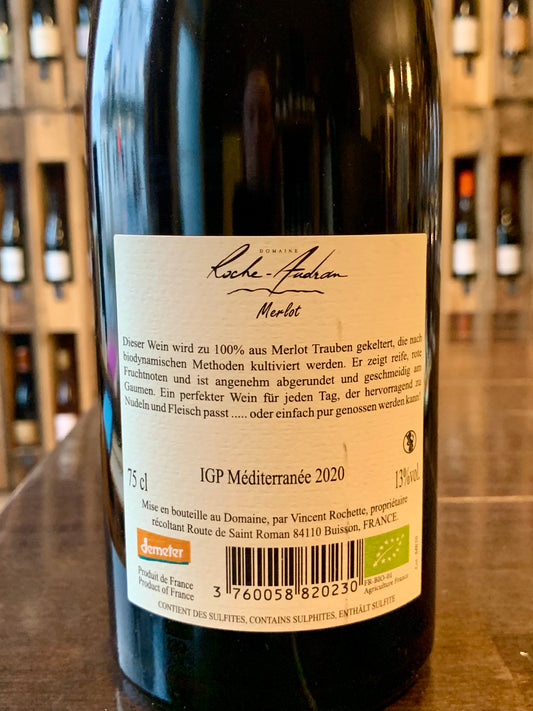 DOMAINE
Roche-Audran
Merlot
Dieser Wein wird zu 100% aus Merlot Trauben gekeltert, die nach
biodynamischen Methoden kultiviert werden. Er zeigt reife, rote
Fruchtnoten und ist angenehm abgerundet und geschmeidig am
Gaumen. Ein perfekter Wein für jeden Tag, der hervorragend zu
Nudeln und Fleisch passt ..... oder einfach pur genossen werden kann!
75 cl
IGP Méditerranée 2020
13%vol.
Mise en bouteille au Domaine, par Vincent Rochette, propriétaire
récoltant Route de Saint Roman 84110 Buisson, FRANCE.
demeter
Produit de France
Product of France
3 760058 820230
FR-BIO-01
Agriculture France
CONTIENT DES SULFITES, CONTAINS SULPHITES, ENTHÄLT SULFITE